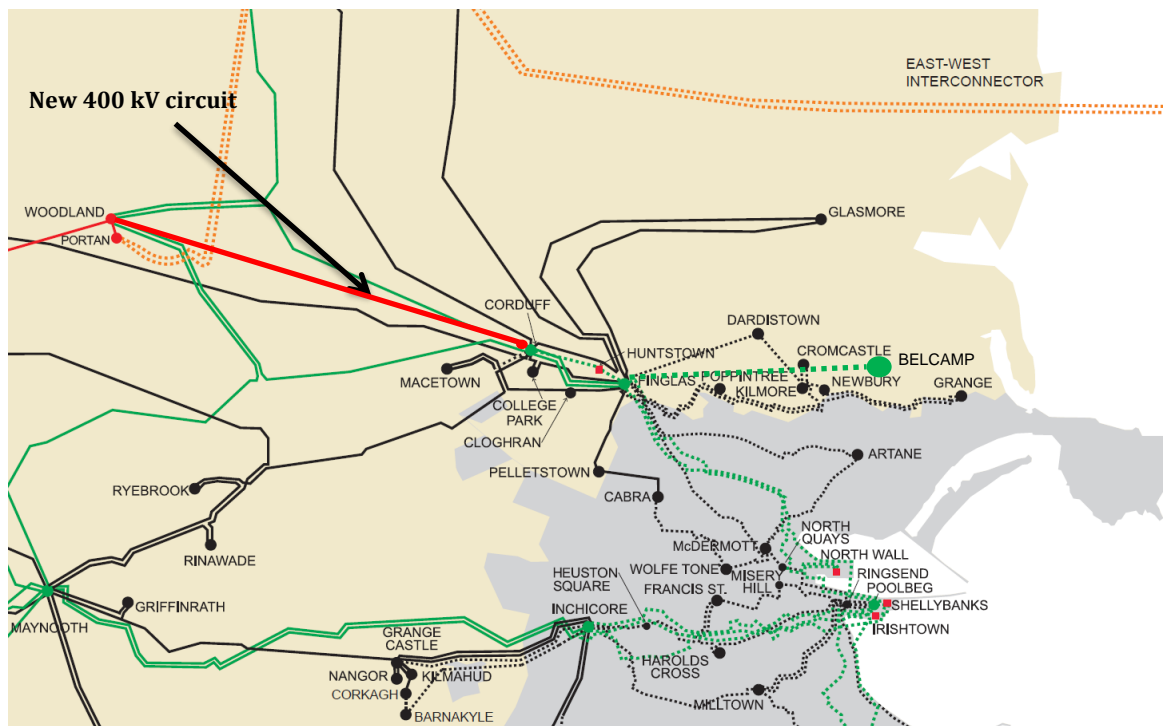 EAST-WEST
INTERCONNECTOR
New 400 kV circuit
WOODLAND
PORTAN
GLASMORE
CORDUFF
DARDISTOWN
HUNTSTOWN
CROMCASTLE
BELCAMP
MACETOWN
FINGLAS
POPPINTREE
KILMORE
NEWBURY
GRANGE
COLLEGE
PARK
CLOGHRAN
PELLETSTOWN
ARTANE
RYEBROOK
CABRA
RINAWADE
NORTH
QUAYS
McDERMOTT
NORTH WALL
WOLFE TONE
MISERY
HILL
RINGSEND
POOLBEG
HEUSTON
SQUARE
FRANCIS ST.
SHELLYBANKS
GRIFFINRATH
INCHICORE
IRISHTOWN
MAYNOOTH
GRANGE
CASTLE
HAROLDS
CROSS
NANGOR
KILMAHUD
CORKAGH
MILLTOWN
BARNAKYLE